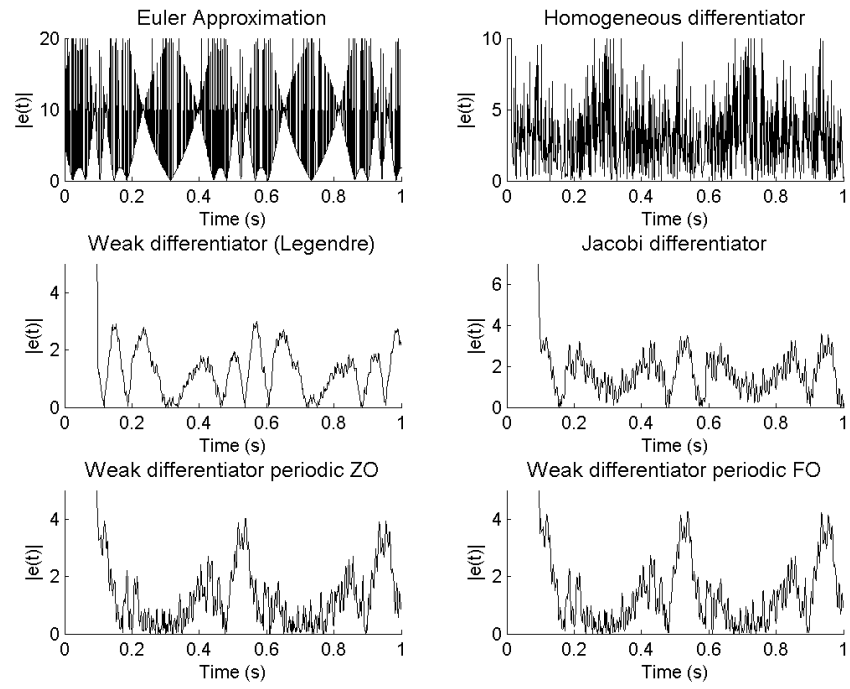 Euler Approximation
20
10
0
|e(t)|
0 0.2 0.4 0.6 0.8 1
Time (s)
Homogeneous differentiator
10
5
0
|e(t)|
0 0.2 0.4 0.6 0.8 1
Time (s)
Weak differentiator (Legendre)
4
2
0
|e(t)|
0 0.2 0.4 0.6 0.8 1
Time (s)
Jacobi differentiator
6
4
2
0
|e(t)|
0 0.2 0.4 0.6 0.8 1
Time (s)
Weak differentiator periodic ZO
4
2
0
|e(t)|
0 0.2 0.4 0.6 0.8 1
Time (s)
Weak differentiator periodic FO
4
2
0
|e(t)|
0 0.2 0.4 0.6 0.8 1
Time (s)